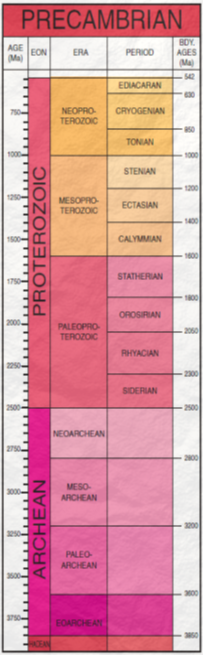 PRECAMBRIAN
AGE (Ma) EON ERA PERIOD BDY. AGES (Ma)
542
EDIACARAN
630
750 NEOPRO- TEROZOIC CRYOGENIAN
850
TONIAN
1000 1000
STENIAN
1200
1250 MESOPRO- TEROZOIC ECTASIAN
1400
CALYMMIAN
1500 1600
PROTEROZOIC
STATHERIAN
1750
1800
OROSIRIAN
2000 PALEOPRO- TEROZOIC
2050
RHYACIAN
2250
2300
SIDERIAN
2500 2500
NEOARCHEAN
2750
2800
MESO- ARCHEAN
3000
ARCHEAN
3200
3250
PALEO- ARCHEAN
3500
3600
3750 EOARCHEAN
3850
HADEAN